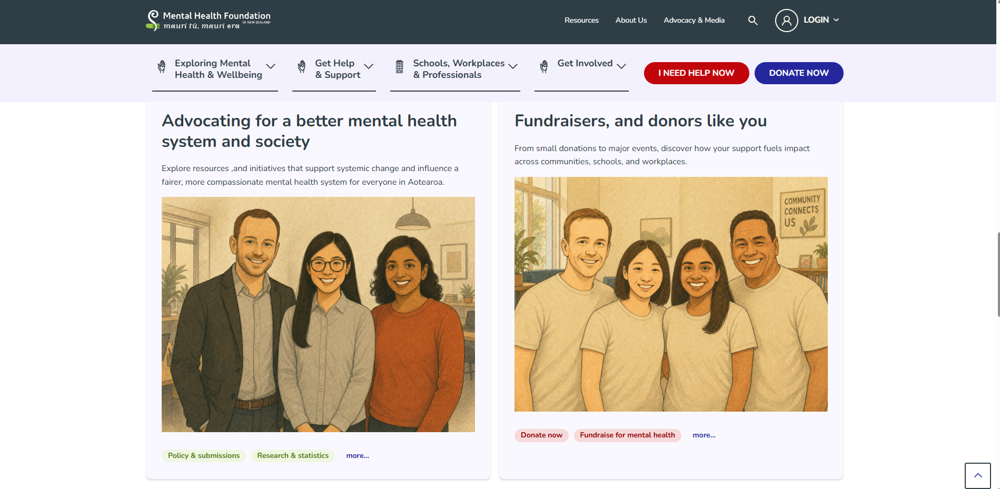 Mental Health Foundation
OF NEW ZEALAND
mauri tū, mauri ora
Resources
About Us
Advocacy & Media
LOGIN
Exploring Mental
Health & Wellbeing
Get Help
& Support
Schools, Workplaces
& Professionals
Get Involved
I NEED HELP NOW
DONATE NOW
Advocating for a better mental health
system and society
Explore resources ,and initiatives that support systemic change and influence a
fairer, more compassionate mental health system for everyone in Aotearoa.
Policy & submissions
Research & statistics
more...
Fundraisers, and donors like you
From small donations to major events, discover how your support fuels impact
across communities, schools, and workplaces.
COMMUNITY
CONNECTS
US
Donate now
Fundraise for mental health
more...